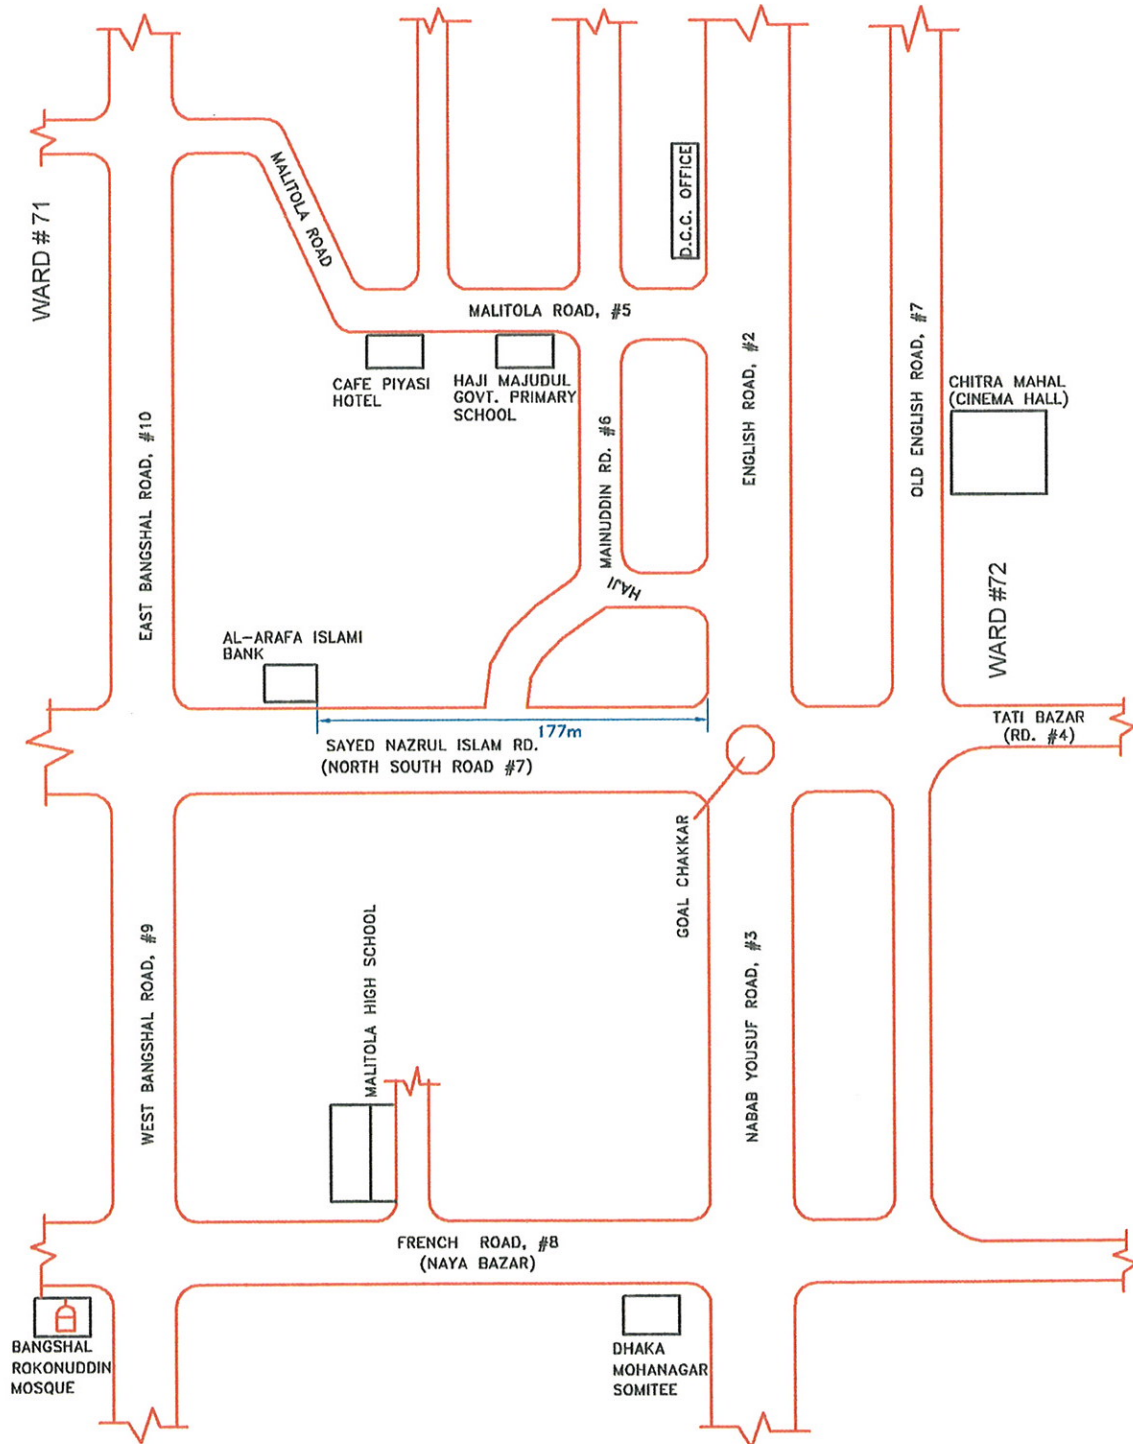 WARD # 71
MALITOLA ROAD
D.C.C. OFFICE
MALITOLA ROAD, #5
CAFE PIYASI
HOTEL
HAJI MAJUDUL
GOVT. PRIMARY
SCHOOL
ENGLISH ROAD, #2
OLD ENGLISH ROAD, #7
CHITRA MAHAL
(CINEMA HALL)
EAST BANGSHAL ROAD, #10
HAJI MAINUDDIN RD. #6
WARD #72
AL-ARAFA ISLAMI
BANK
177m
SAYED NAZRUL ISLAM RD.
(NORTH SOUTH ROAD #7)
TATI BAZAR
(RD. #4)
GOAL CHAKKAR
WEST BANGSHAL ROAD, #9
MALITOLA HIGH SCHOOL
NABAB YOUSUF ROAD, #3
FRENCH ROAD, #8
(NAYA BAZAR)
BANGSHAL
ROKONUDDIN
MOSQUE
DHAKA
MOHANAGAR
SOMITEE